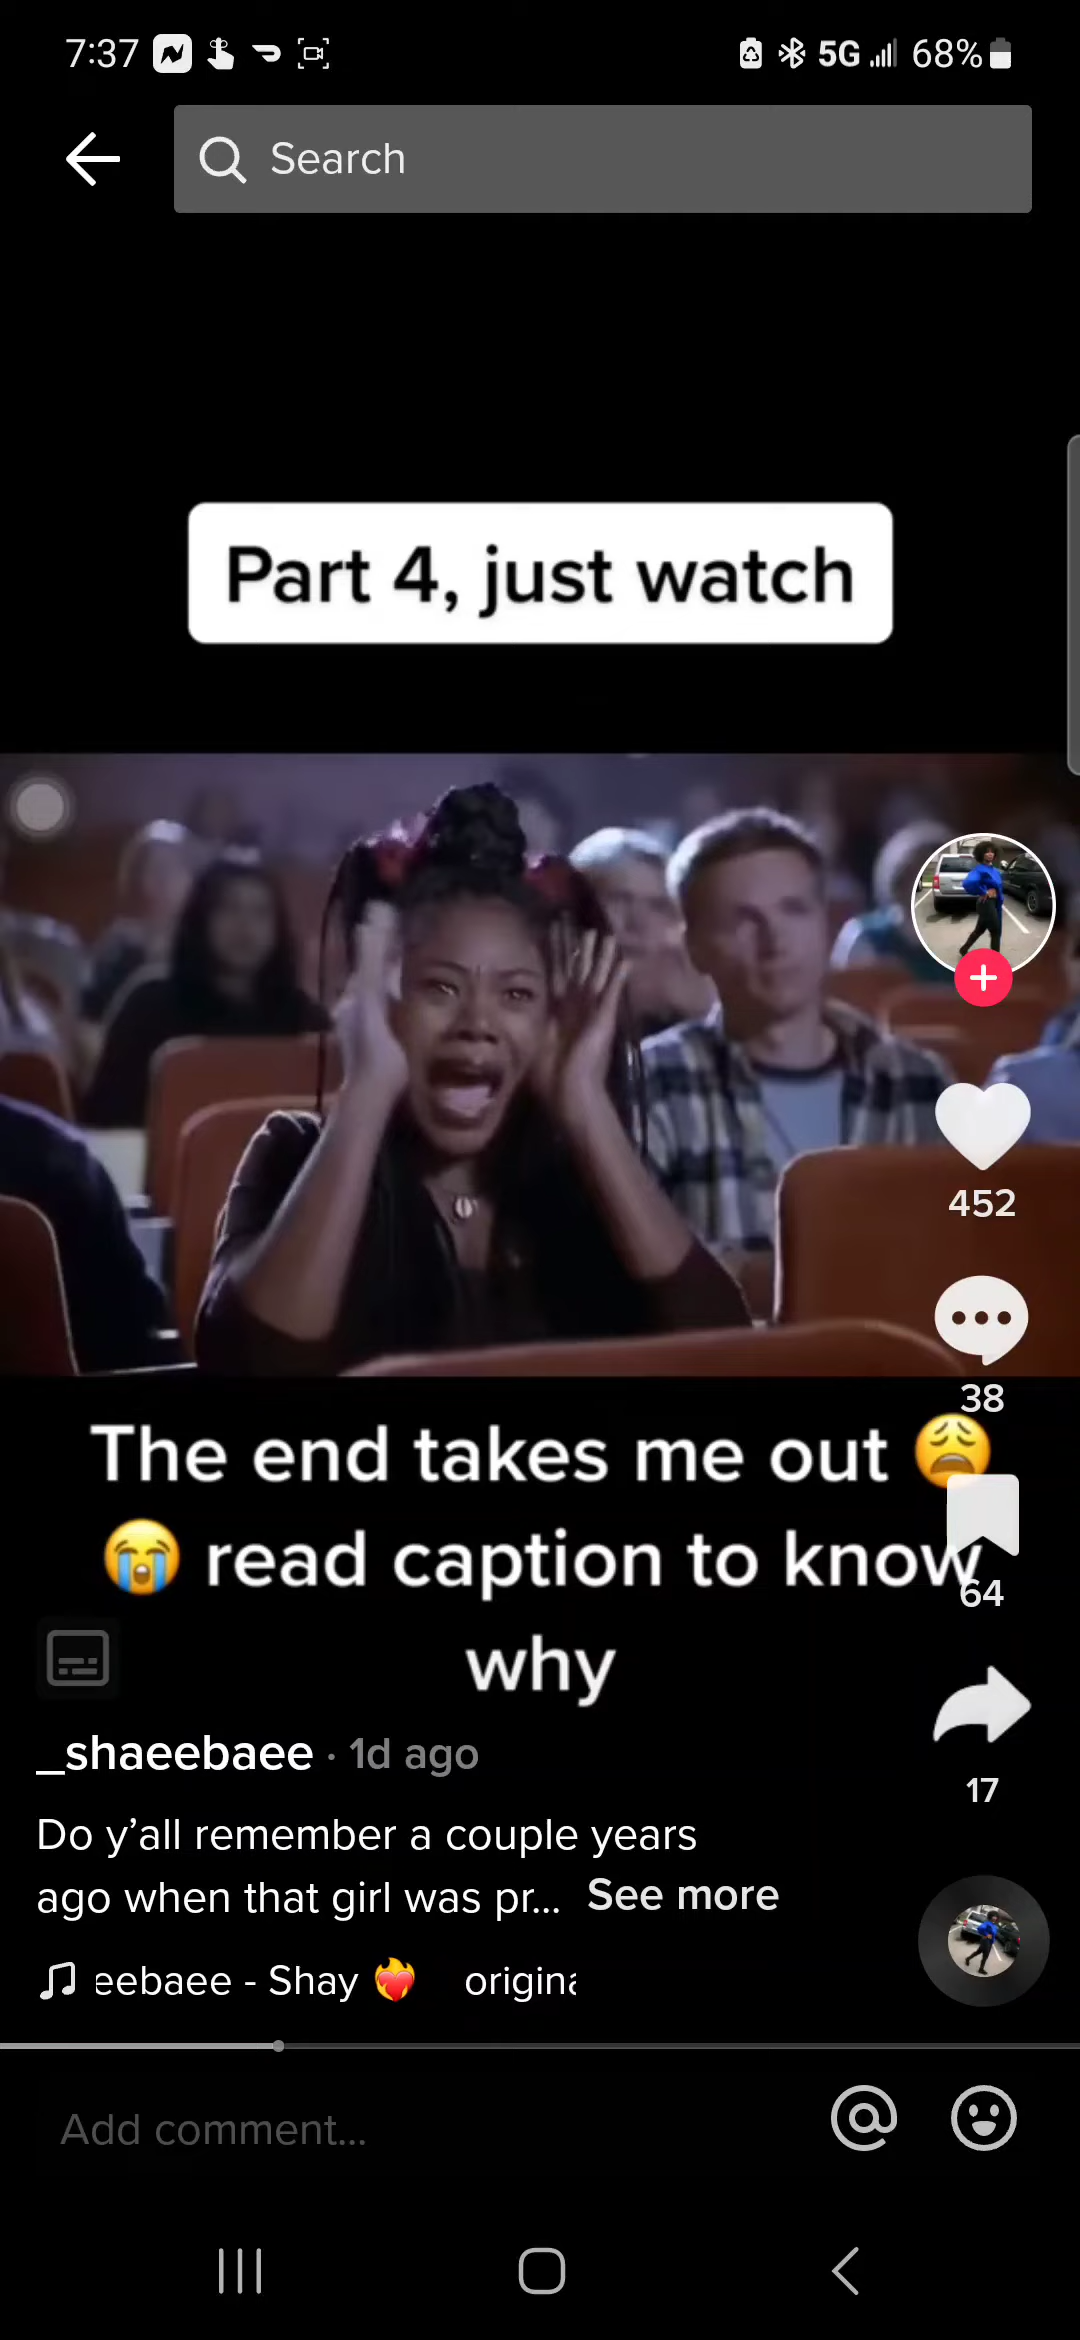 7:37
5G 68%
Search
Part 4, just watch
452
38
The end takes me out 😩
😭 read caption to know
64
why
_shaeebaee · 1d ago
17
Do y’all remember a couple years
ago when that girl was pr... See more
eebaee - Shay ❤️‍🔥 origina
Add comment...